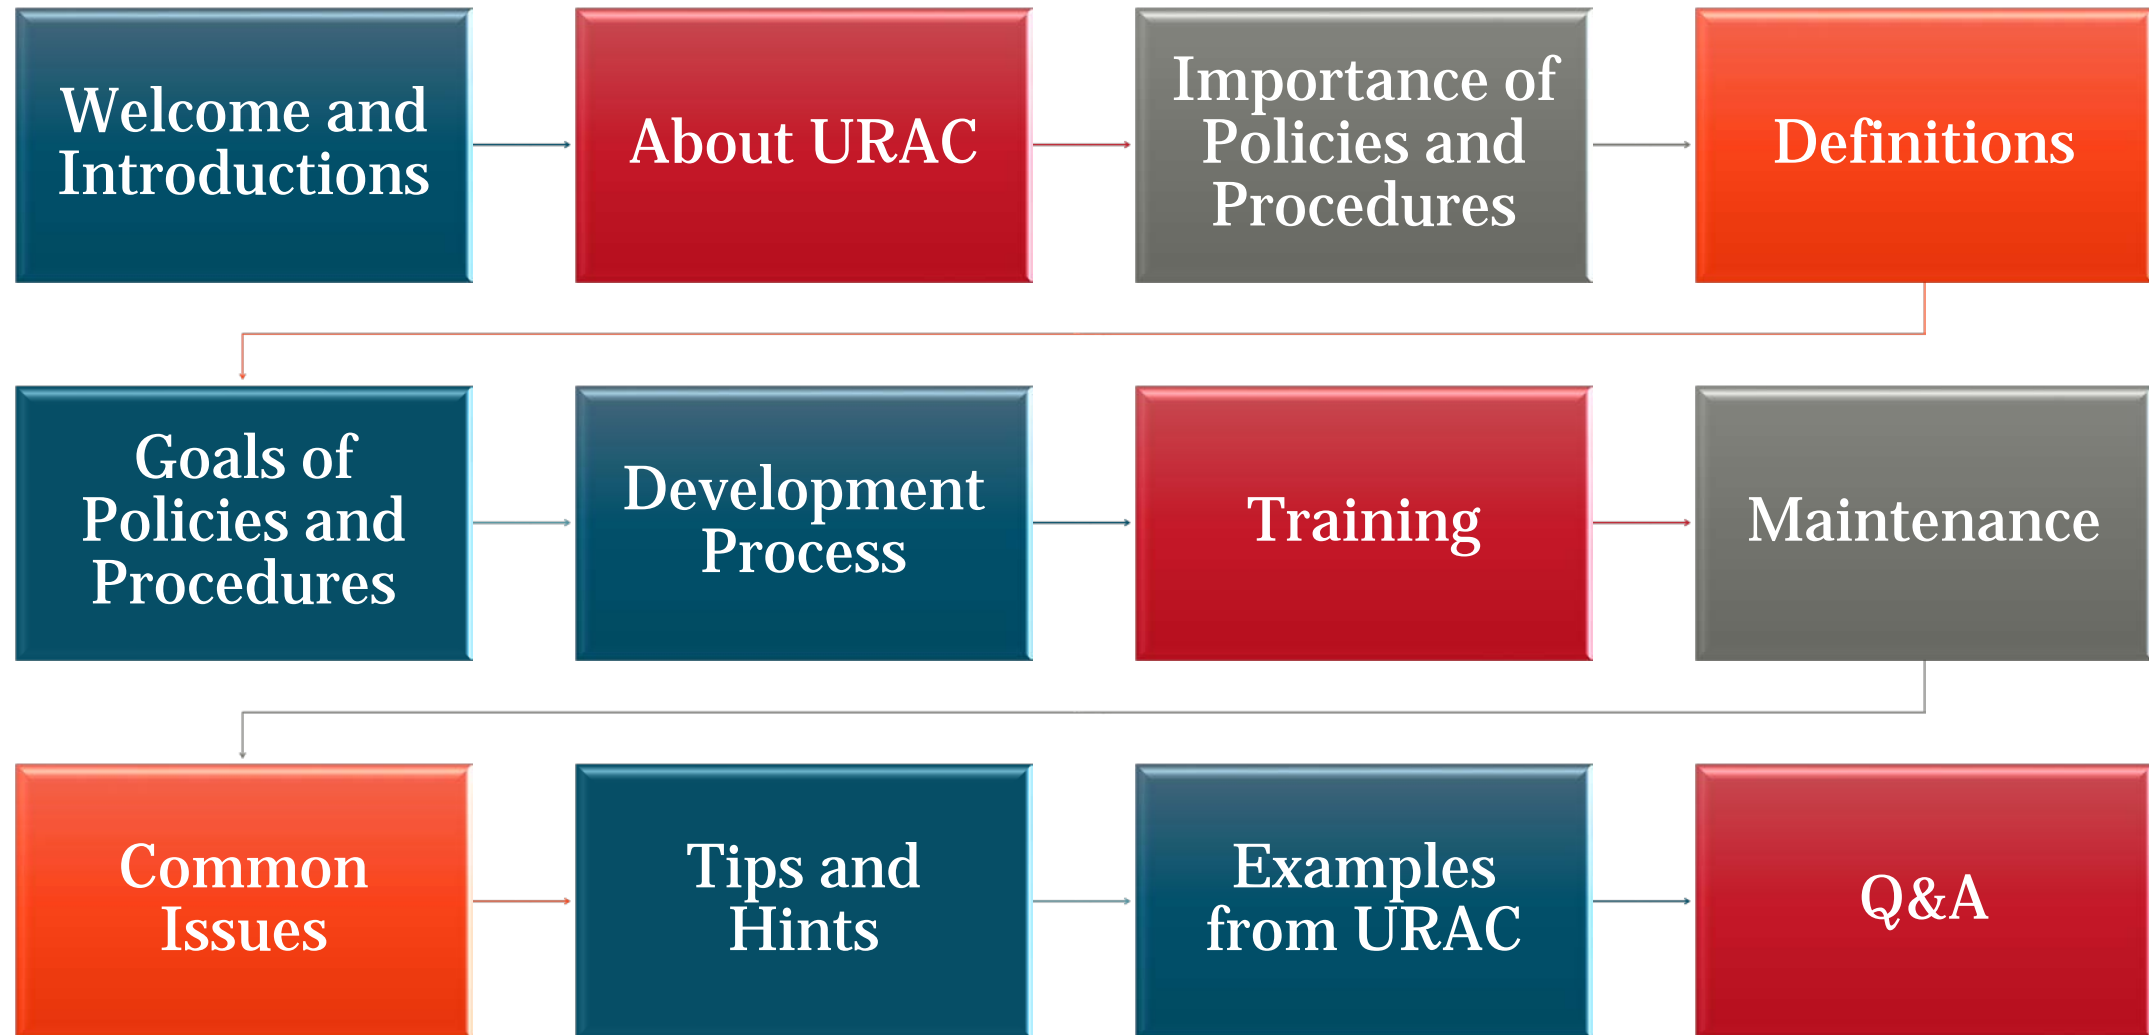 Welcome and
Introductions
About URAC
Importance of
Policies and
Procedures
Definitions
Goals of
Policies and
Procedures
Development
Process
Training
Maintenance
Common
Issues
Tips and
Hints
Examples
from URAC
Q&A